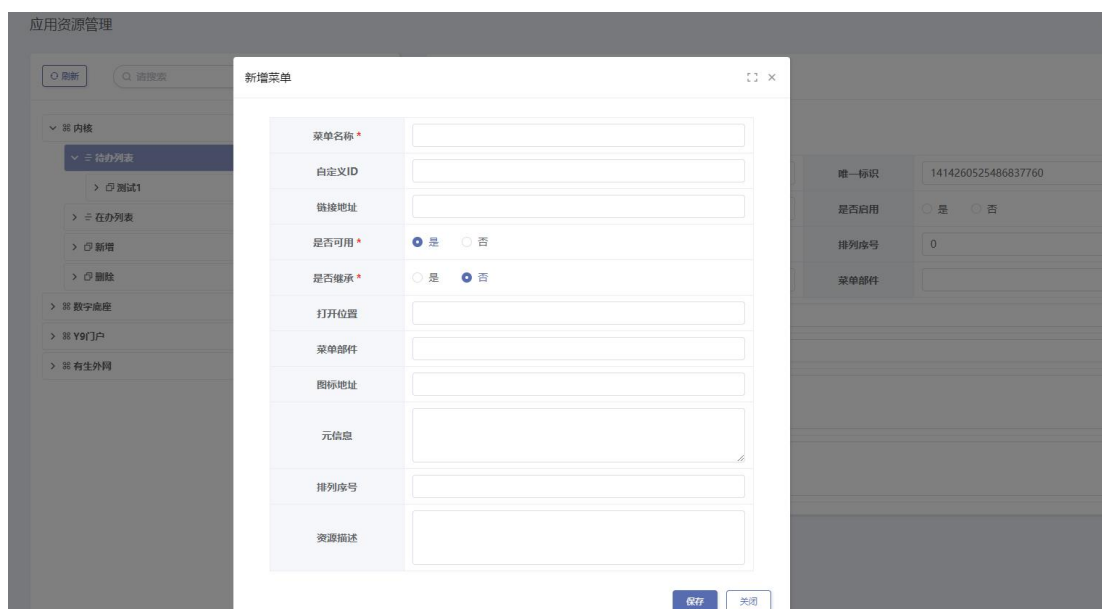 应用资源管理
刷新
请搜索
新增菜单
内核
待办列表
测试1
在办列表
新增
删除
数字底座
Y9门户
有生外网
菜单名称 *
自定义ID
链接地址
是否可用 * 是 否
是否继承 * 是 否
打开位置
菜单部件
图标地址
元信息
排列序号
资源描述
唯一标识 1414260525486837760
是否启用 是 否
排列序号 0
菜单部件
保存 关闭